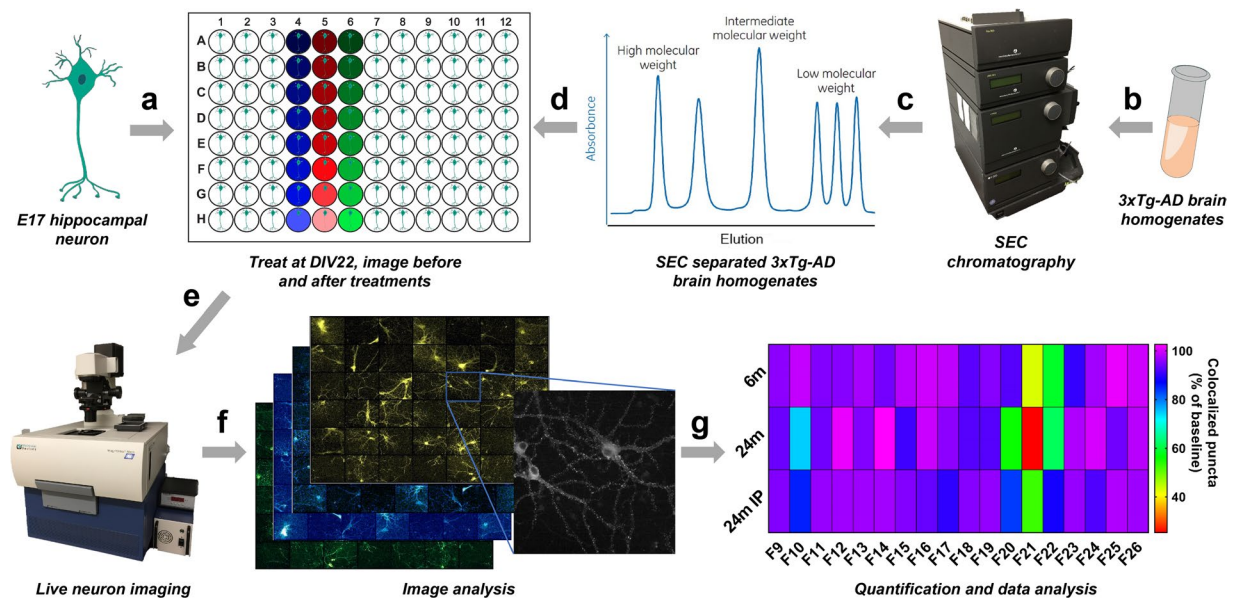 1 2 3 4 5 6 7 8 9 10 11 12
A
B
C
D
E
F
G
H
a
E17 hippocampal
neuron
Treat at DIV22, image before
and after treatments
d
Absorbance
High molecular
weight
Intermediate
molecular weight
Low molecular
weight
Elution
SEC separated 3xTg-AD
brain homogenates
c
SEC
chromatography
b
3xTg-AD brain
homogenates
e
Live neuron imaging
f
Image analysis
g
6m
24m
24m IP
F9 F10 F11 F12 F13 F14 F15 F16 F17 F18 F19 F20 F21 F22 F23 F24 F25 F26
100
80
60
40
Colocalized puncta
(% of baseline)
Quantification and data analysis